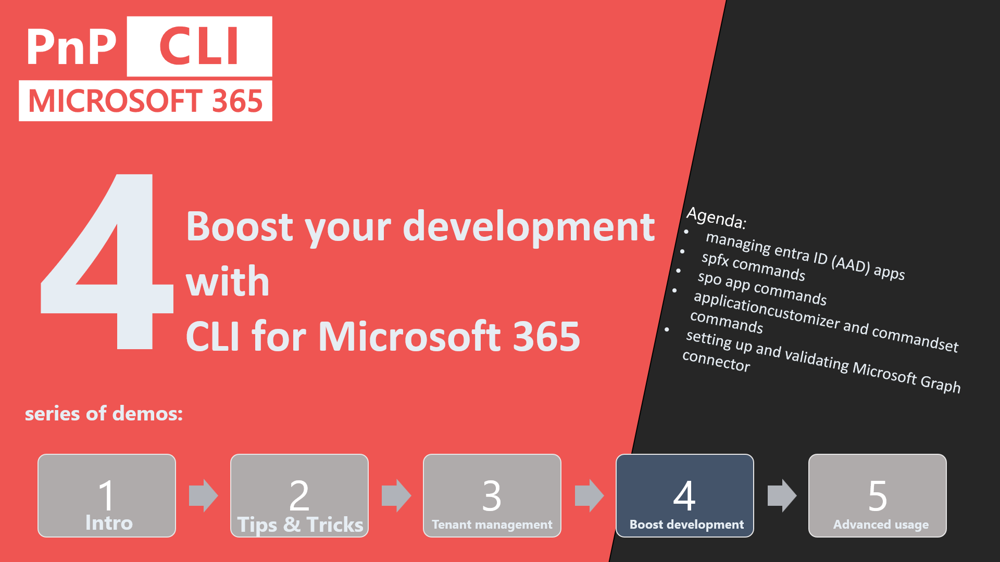 PnP CLI
MICROSOFT 365
4
Boost your development
with
CLI for Microsoft 365
Agenda:
• managing entra ID (AAD) apps
• spfx commands
• spo app commands
• applicationcustomizer and commandset
commands
• setting up and validating Microsoft Graph
connector
series of demos:
1
Intro
2
Tips & Tricks
3
Tenant management
4
Boost development
5
Advanced usage